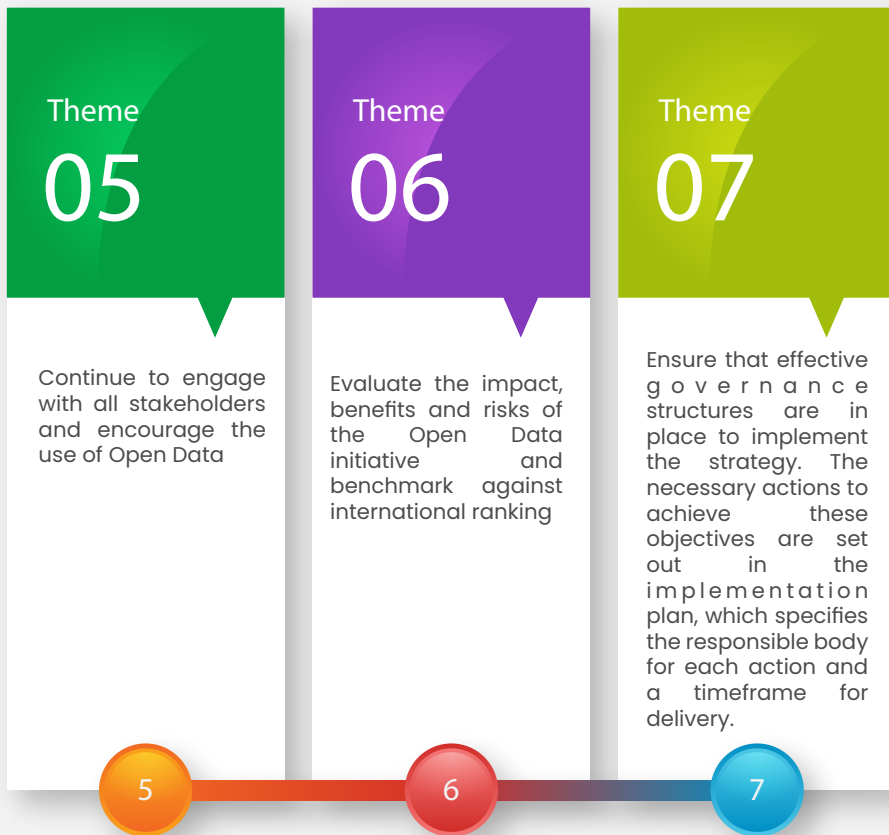 Theme
05
Continue to engage
with all stakeholders
and encourage the
use of Open Data
5
Theme
06
Evaluate the impact,
benefits and risks of
the Open Data
initiative and
benchmark against
international ranking
6
Theme
07
Ensure that effective
governance
structures are in
place to implement
the strategy. The
necessary actions to
achieve these
objectives are set
out in the
implementation
plan, which specifies
the responsible body
for each action and
a timeframe for
delivery.
7